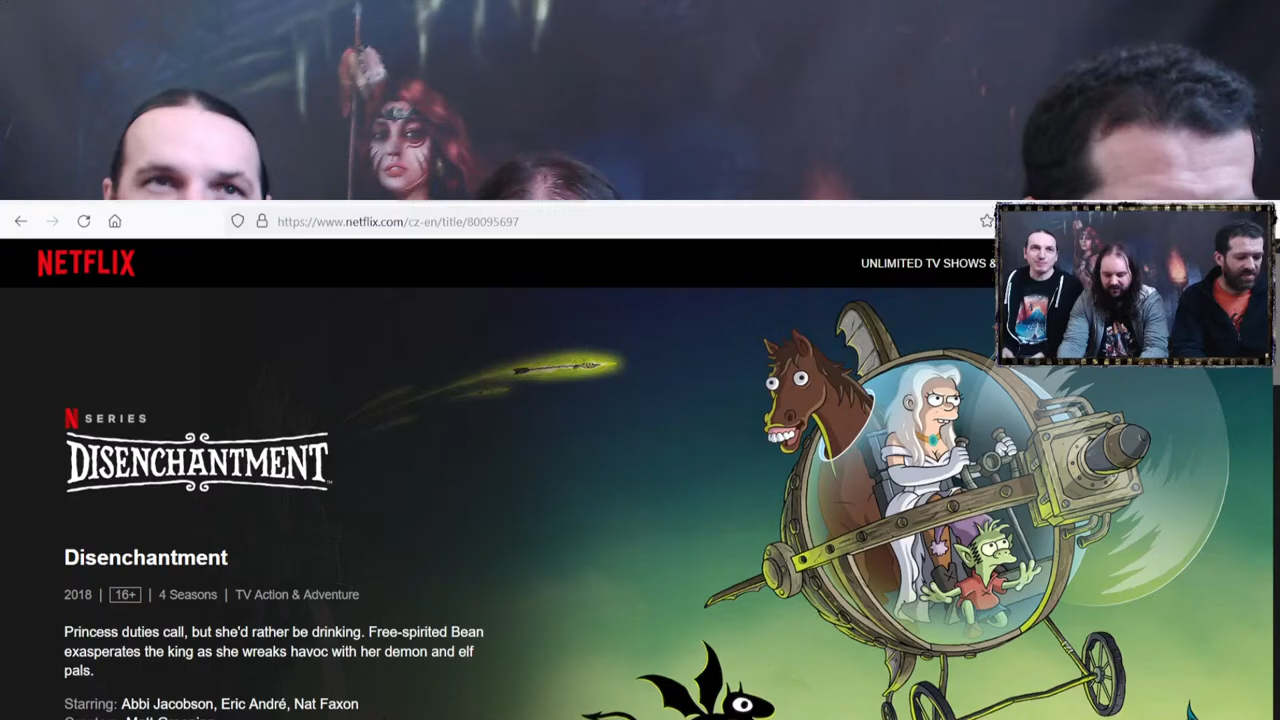 https://www.netflix.com/cz-en/title/80095697
NETFLIX
UNLIMITED TV SHOWS &
N SERIES
DISENCHANTMENT
Disenchantment
2018 | 16+ | 4 Seasons | TV Action & Adventure
Princess duties call, but she'd rather be drinking. Free-spirited Bean
exasperates the king as she wreaks havoc with her demon and elf
pals.
Starring: Abbi Jacobson, Eric André, Nat Faxon